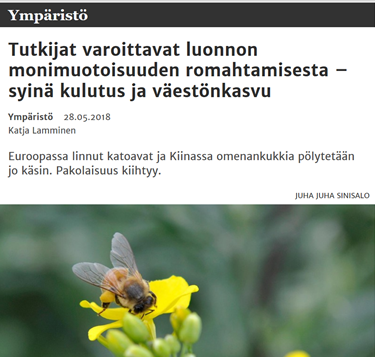 Ympäristö
Tutkijat varoittavat luonnon
monimuotoisuuden romahtamisesta –
syinä kulutus ja väestönkasvu
Ympäristö 28.05.2018
Katja Lamminen
Euroopassa linnut katoavat ja Kiinassa omenankukkia pölytetään
jo käsin. Pakolaisuus kiihtyy.
JUHA JUHA SINISALO